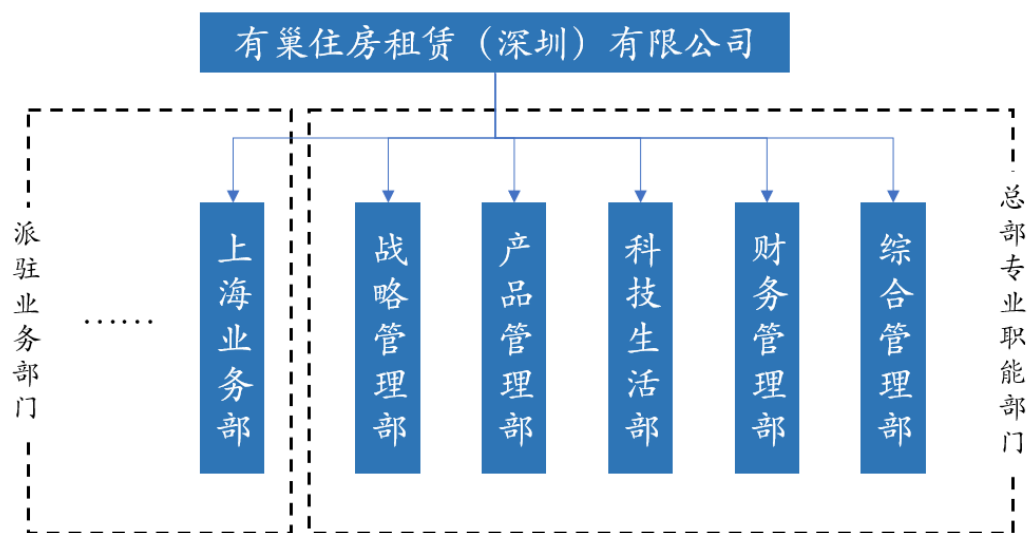 有巢住房租赁（深圳）有限公司
派驻业务部门
……
上海业务部
战略管理部
产品管理部
科技生活部
财务管理部
综合管理部
总部专业职能部门